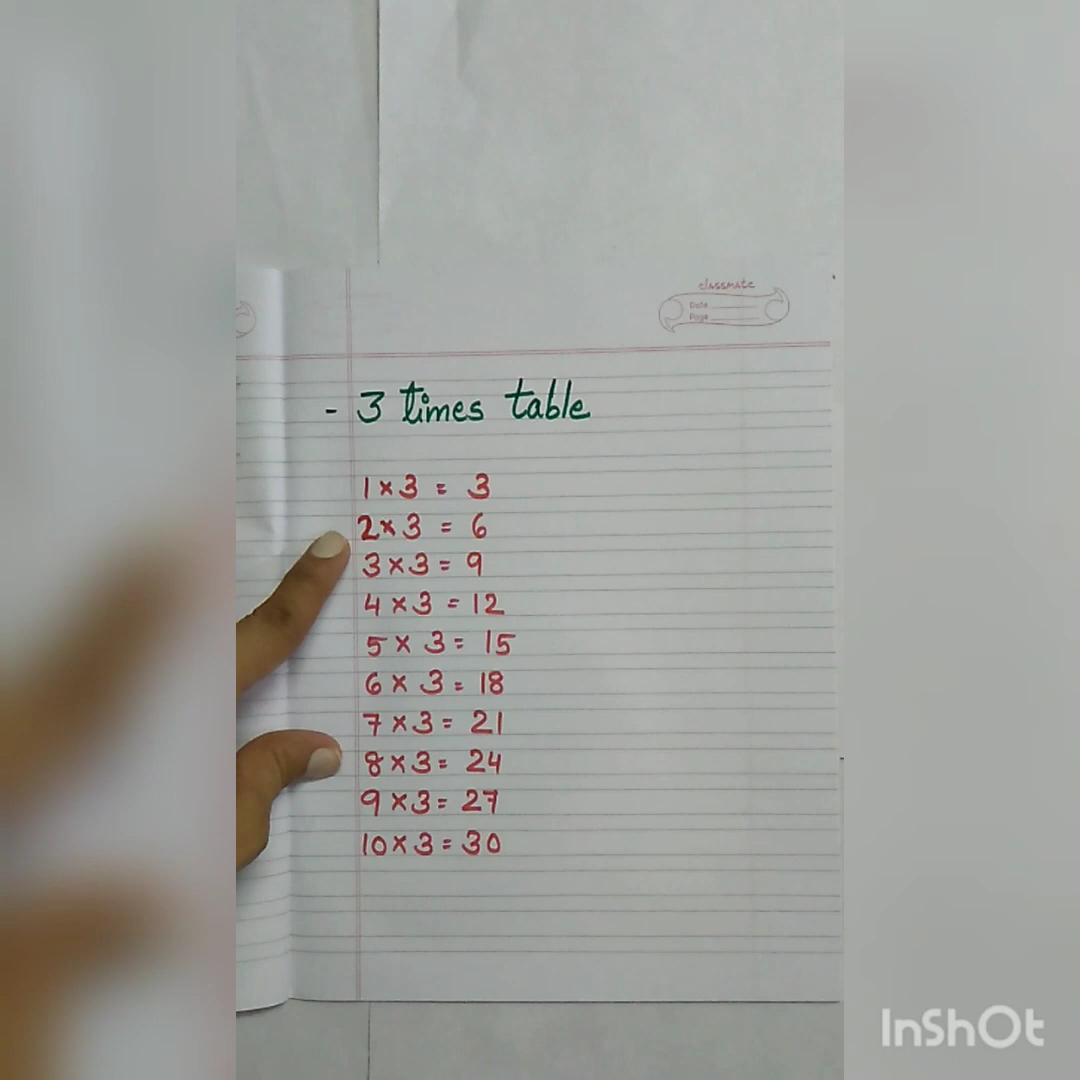 classmate
Date
Page
- 3 times table
1 × 3 = 3
2 × 3 = 6
3 × 3 = 9
4 × 3 = 12
5 × 3 = 15
6 × 3 = 18
7 × 3 = 21
8 × 3 = 24
9 × 3 = 27
10 × 3 = 30
InShOt